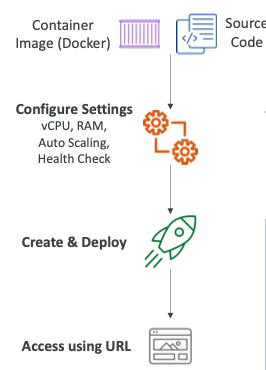 Container
Image (Docker)
Source
Code
Configure Settings
vCPU, RAM,
Auto Scaling,
Health Check
Create & Deploy
Access using URL